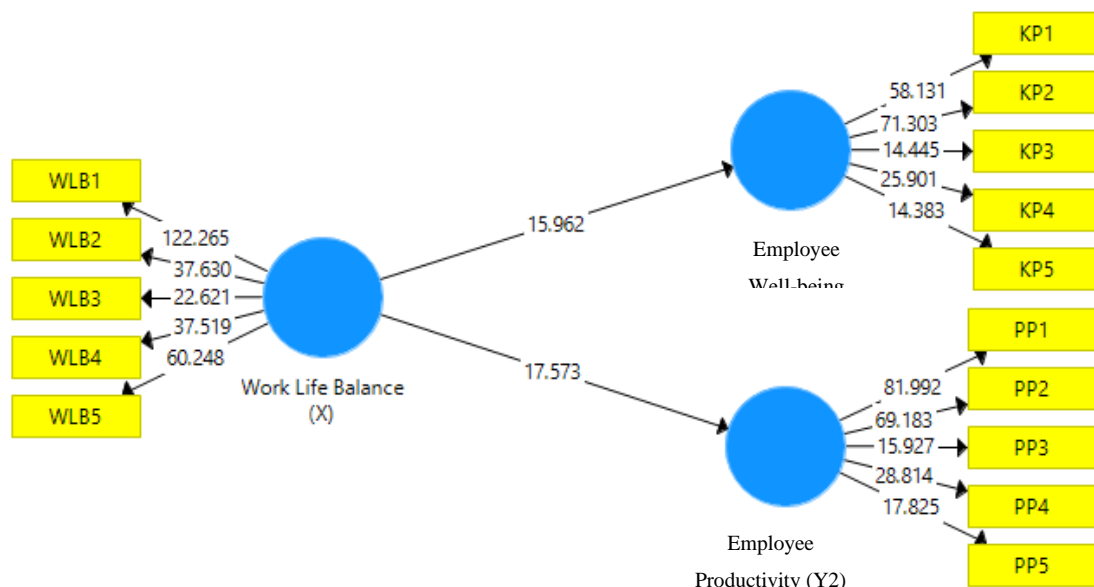 WLB1
WLB2
WLB3
WLB4
WLB5
122.265
37.630
22.621
37.519
60.248
Work Life Balance
(X)
15.962
17.573
Employee
Well-being
58.131
71.303
14.445
25.901
14.383
KP1
KP2
KP3
KP4
KP5
Employee
Productivity (Y2)
81.992
69.183
15.927
28.814
17.825
PP1
PP2
PP3
PP4
PP5